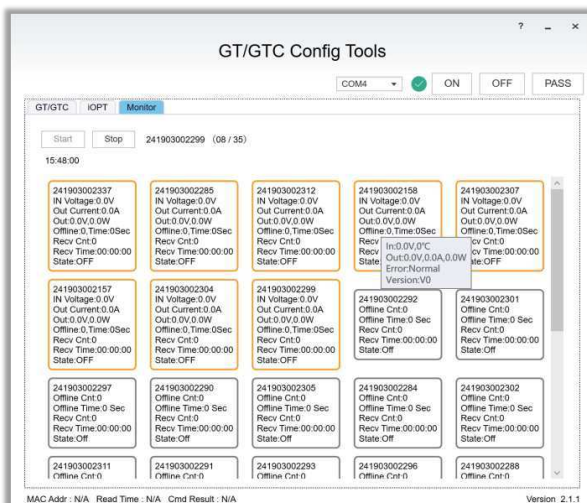 ? – ×
GT/GTC Config Tools
COM4 ON OFF PASS
GT/GTC iOPT Monitor
Start Stop 241903002299 (08 / 35)
15:48:00
241903002337
IN Voltage:0.0V
Out Current:0.0A
Out:0.0V,0.0W
Offline:0,Time:0Sec
Recv Cnt:0
Recv Time:00:00:00
State:OFF
241903002285
IN Voltage:0.0V
Out Current:0.0A
Out:0.0V,0.0W
Offline:0,Time:0Sec
Recv Cnt:0
Recv Time:00:00:00
State:OFF
241903002312
IN Voltage:0.0V
Out Current:0.0A
Out:0.0V,0.0W
Offline:0,Time:0Sec
Recv Cnt:0
Recv Time:00:00:00
State:OFF
241903002158
IN Voltage:0.0V
Out Current:0.0A
Out:0.0V,0.0W
Offline:0,Time:0Sec
Recv
Recv
State
In:0.0V,0°C
Out:0.0V,0.0A,0.0W
Error:Normal
Version:V0
241903002307
IN Voltage:0.0V
Out Current:0.0A
Out:0.0V,0.0W
Offline:0,Time:0Sec
Cnt:0
Time:00:00:00
OFF
241903002157
IN Voltage:0.0V
Out Current:0.0A
Out:0.0V,0.0W
Offline:0,Time:0Sec
Recv Cnt:0
Recv Time:00:00:00
State:OFF
241903002304
IN Voltage:0.0V
Out Current:0.0A
Out:0.0V,0.0W
Offline:0,Time:0Sec
Recv Cnt:0
Recv Time:00:00:00
State:OFF
241903002299
IN Voltage:0.0V
Out Current:0.0A
Out:0.0V,0.0W
Offline:0,Time:0Sec
Recv Cnt:0
Recv Time:00:00:00
State:OFF
241903002292
Offline Cnt:0
Offline Time:0 Sec
Recv Cnt:0
Recv Time:00:00:00
State:Off
241903002301
Offline Cnt:0
Offline Time:0 Sec
Recv Cnt:0
Recv Time:00:00:00
State:Off
241903002297
Offline Cnt:0
Offline Time:0 Sec
Recv Cnt:0
Recv Time:00:00:00
State:Off
241903002290
Offline Cnt:0
Offline Time:0 Sec
Recv Cnt:0
Recv Time:00:00:00
State:Off
241903002305
Offline Cnt:0
Offline Time:0 Sec
Recv Cnt:0
Recv Time:00:00:00
State:Off
241903002284
Offline Cnt:0
Offline Time:0 Sec
Recv Cnt:0
Recv Time:00:00:00
State:Off
241903002302
Offline Cnt:0
Offline Time:0 Sec
Recv Cnt:0
Recv Time:00:00:00
State:Off
241903002311
Offline Cnt:0
241903002291
Offline Cnt:0
241903002293
Offline Cnt:0
241903002296
Offline Cnt:0
241903002288
Offline Cnt:0
MAC Addr : N/A Read Time : N/A Cmd Result : N/A Version 2.1.1